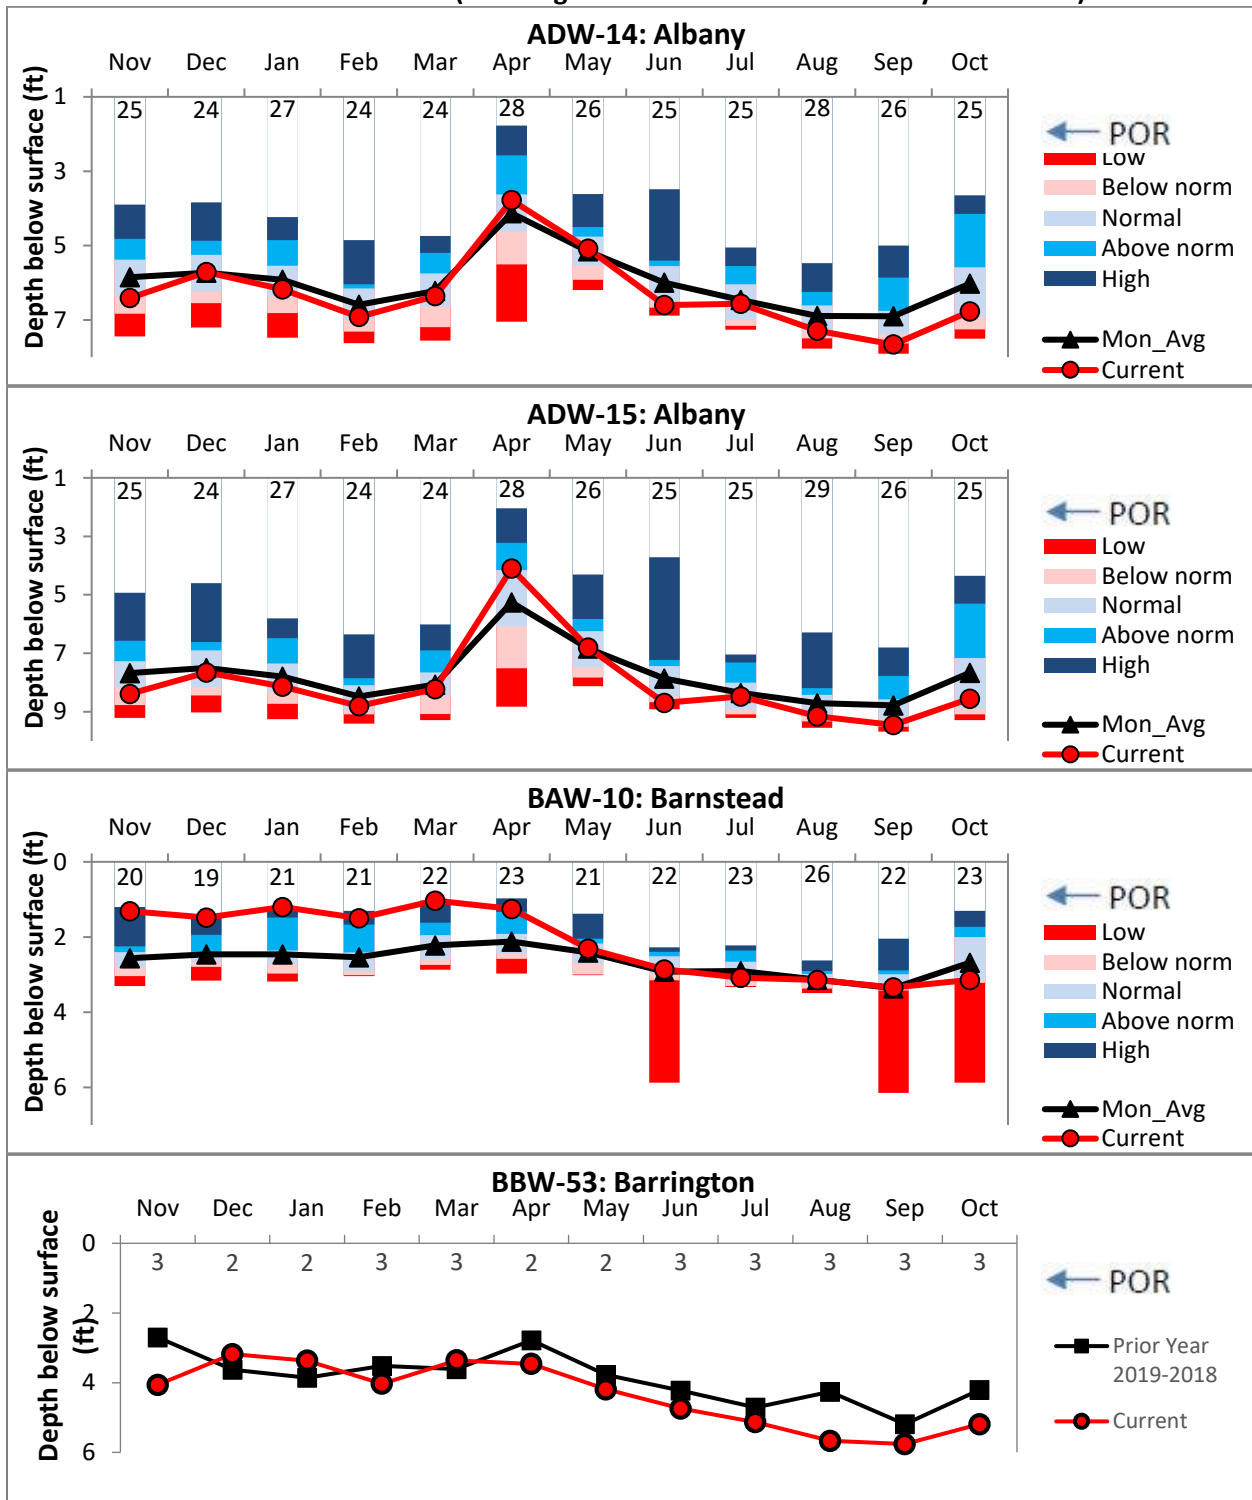 ADW-14: Albany
Nov Dec Jan Feb Mar Apr May Jun Jul Aug Sep Oct
Depth below surface (ft)
1
25 24 27 24 24 28 26 25 25 28 26 25
3
5
7
POR
Low
Below norm
Normal
Above norm
High
Mon_Avg
Current
ADW-15: Albany
Nov Dec Jan Feb Mar Apr May Jun Jul Aug Sep Oct
Depth below surface (ft)
1
25 24 27 24 24 28 26 25 25 29 26 25
3
5
7
9
POR
Low
Below norm
Normal
Above norm
High
Mon_Avg
Current
BAW-10: Barnstead
Nov Dec Jan Feb Mar Apr May Jun Jul Aug Sep Oct
Depth below surface (ft)
0
20 19 21 21 22 23 21 22 23 26 22 23
2
4
6
POR
Low
Below norm
Normal
Above norm
High
Mon_Avg
Current
BBW-53: Barrington
Nov Dec Jan Feb Mar Apr May Jun Jul Aug Sep Oct
Depth below surface
(ft)
0
3 2 2 3 3 2 2 3 3 3 3 3
2
4
6
POR
Prior Year
2019-2018
Current